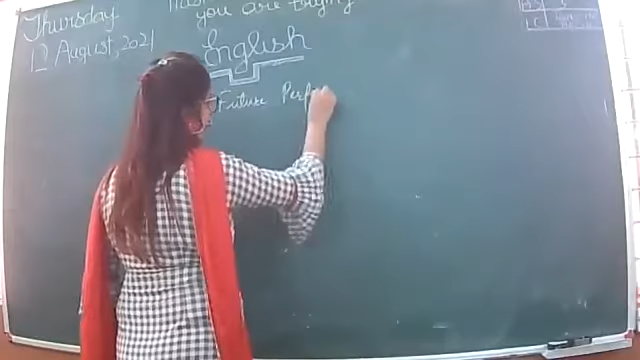 you are trying
Thursday
12 August, 2021
English
Future Perf